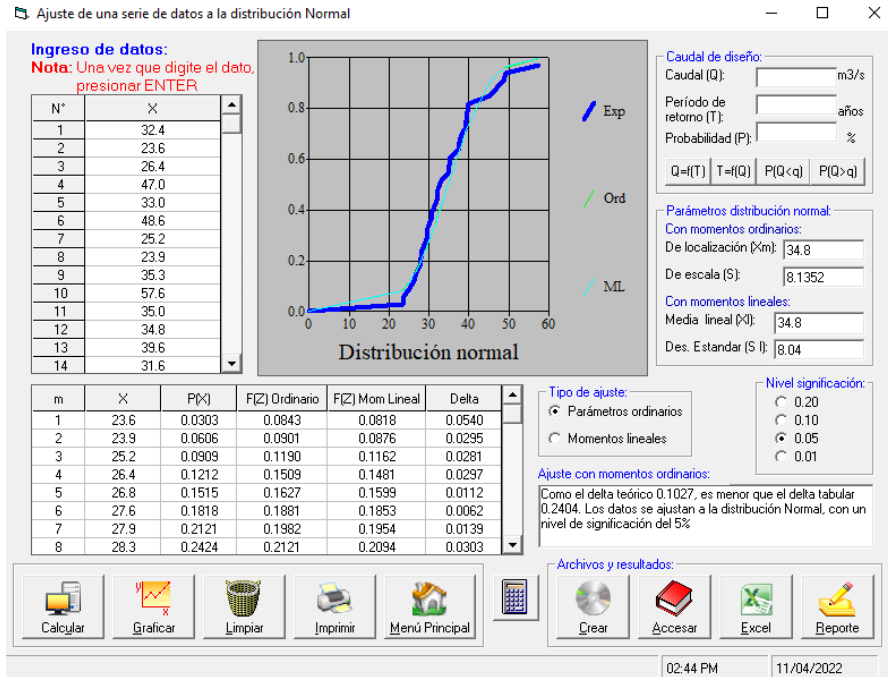 Ajuste de una serie de datos a la distribución Normal
Ingreso de datos:
Nota: Una vez que digite el dato,
presionar ENTER
N° X
1 32.4
2 23.6
3 26.4
4 47.0
5 33.0
6 48.6
7 25.2
8 23.9
9 35.3
10 57.6
11 35.0
12 34.8
13 39.6
14 31.6
1.0
0.8
0.6
0.4
0.2
0.0
0 10 20 30 40 50 60
Distribución normal
Exp
Ord
ML
Caudal de diseño:
Caudal (Q): m3/s
Período de
retorno (T): años
Probabilidad (P): %
Q=f(T) T=f(Q) P(Q<q) P(Q>q)
Parámetros distribución normal:
Con momentos ordinarios:
De localización (Xm): 34.8
De escala (S): 8.1352
Con momentos lineales:
Media lineal (Xl): 34.8
Des. Estandar (S l): 8.04
m X P(X) F(Z) Ordinario F(Z) Mom Lineal Delta
1 23.6 0.0303 0.0843 0.0818 0.0540
2 23.9 0.0606 0.0901 0.0876 0.0295
3 25.2 0.0909 0.1190 0.1162 0.0281
4 26.4 0.1212 0.1509 0.1481 0.0297
5 26.8 0.1515 0.1627 0.1599 0.0112
6 27.6 0.1818 0.1881 0.1853 0.0062
7 27.9 0.2121 0.1982 0.1954 0.0139
8 28.3 0.2424 0.2121 0.2094 0.0303
Tipo de ajuste:
Parámetros ordinarios
Momentos lineales
Nivel significación:
0.20
0.10
0.05
0.01
Ajuste con momentos ordinarios:
Como el delta teórico 0.1027, es menor que el delta tabular
0.2404. Los datos se ajustan a la distribución Normal, con un
nivel de significación del 5%
Calcular Graficar Limpiar Imprimir Menú Principal
Archivos y resultados:
Crear Accesar Excel Reporte
02:44 PM 11/04/2022